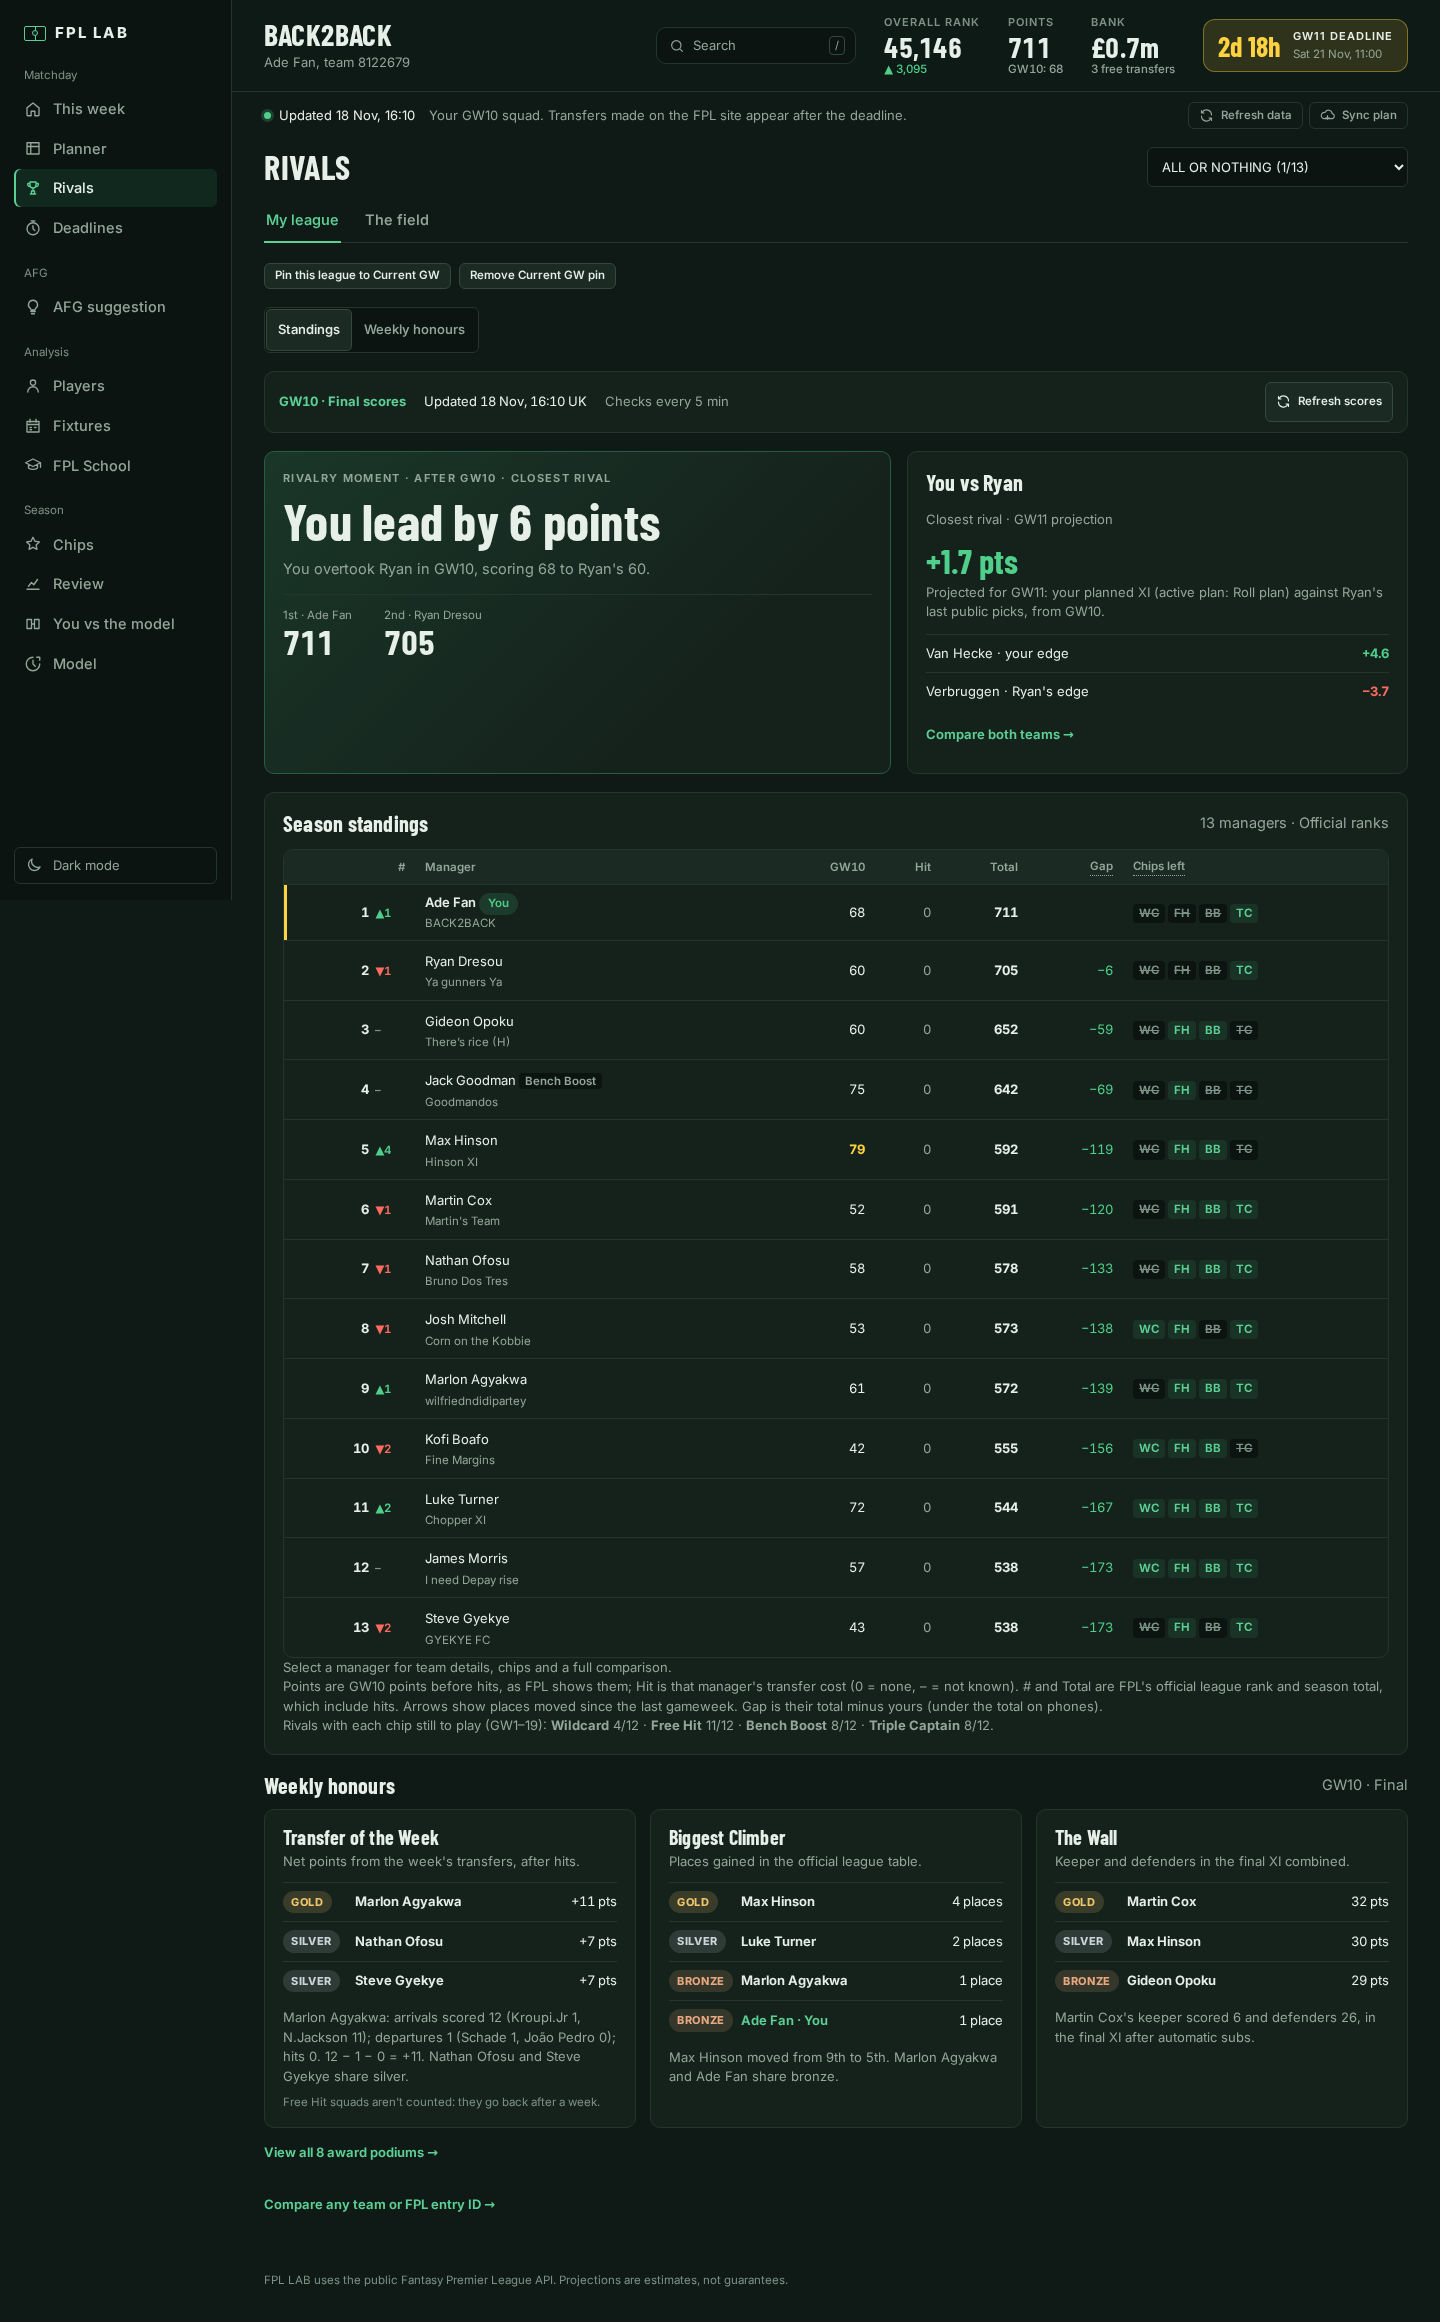 FPL LAB
Matchday
This week
Planner
Rivals
Deadlines
AFG
AFG suggestion
Analysis
Players
Fixtures
FPL School
Season
Chips
Review
You vs the model
Model
Dark mode
BACK2BACK
Ade Fan, team 8122679
Search /
OVERALL RANK
45,146
▲ 3,095
POINTS
711
GW10: 68
BANK
£0.7m
3 free transfers
2d 18h
GW11 DEADLINE
Sat 21 Nov, 11:00
Updated 18 Nov, 16:10 Your GW10 squad. Transfers made on the FPL site appear after the deadline.
Refresh data
Sync plan
RIVALS
ALL OR NOTHING (1/13)
My league The field
Pin this league to Current GW Remove Current GW pin
Standings Weekly honours
GW10 · Final scores Updated 18 Nov, 16:10 UK Checks every 5 min
Refresh scores
RIVALRY MOMENT · AFTER GW10 · CLOSEST RIVAL
You lead by 6 points
You overtook Ryan in GW10, scoring 68 to Ryan's 60.
1st · Ade Fan 2nd · Ryan Dresou
711 705
You vs Ryan
Closest rival · GW11 projection
+1.7 pts
Projected for GW11: your planned XI (active plan: Roll plan) against Ryan's
last public picks, from GW10.
Van Hecke · your edge +4.6
Verbruggen · Ryan's edge −3.7
Compare both teams →
Season standings 13 managers · Official ranks
# Manager GW10 Hit Total Gap Chips left
1 ▲1 Ade Fan You 68 0 711 WC FH BB TC
BACK2BACK
2 ▼1 Ryan Dresou 60 0 705 −6 WC FH BB TC
Ya gunners Ya
3 – Gideon Opoku 60 0 652 −59 WC FH BB TC
There's rice (H)
4 – Jack Goodman Bench Boost 75 0 642 −69 WC FH BB TC
Goodmandos
5 ▲4 Max Hinson 79 0 592 −119 WC FH BB TC
Hinson XI
6 ▼1 Martin Cox 52 0 591 −120 WC FH BB TC
Martin's Team
7 ▼1 Nathan Ofosu 58 0 578 −133 WC FH BB TC
Bruno Dos Tres
8 ▼1 Josh Mitchell 53 0 573 −138 WC FH BB TC
Corn on the Kobbie
9 ▲1 Marlon Agyakwa 61 0 572 −139 WC FH BB TC
wilfriedndidipartey
10 ▼2 Kofi Boafo 42 0 555 −156 WC FH BB TC
Fine Margins
11 ▲2 Luke Turner 72 0 544 −167 WC FH BB TC
Chopper XI
12 – James Morris 57 0 538 −173 WC FH BB TC
I need Depay rise
13 ▼2 Steve Gyekye 43 0 538 −173 WC FH BB TC
GYEKYE FC
Select a manager for team details, chips and a full comparison.
Points are GW10 points before hits, as FPL shows them; Hit is that manager's transfer cost (0 = none, – = not known). # and Total are FPL's official league rank and season total,
which include hits. Arrows show places moved since the last gameweek. Gap is their total minus yours (under the total on phones).
Rivals with each chip still to play (GW1–19): Wildcard 4/12 · Free Hit 11/12 · Bench Boost 8/12 · Triple Captain 8/12.
Weekly honours GW10 · Final
Transfer of the Week
Net points from the week's transfers, after hits.
GOLD Marlon Agyakwa +11 pts
SILVER Nathan Ofosu +7 pts
SILVER Steve Gyekye +7 pts
Marlon Agyakwa: arrivals scored 12 (Kroupi.Jr 1,
N.Jackson 11); departures 1 (Schade 1, João Pedro 0);
hits 0. 12 − 1 − 0 = +11. Nathan Ofosu and Steve
Gyekye share silver.
Free Hit squads aren't counted: they go back after a week.
Biggest Climber
Places gained in the official league table.
GOLD Max Hinson 4 places
SILVER Luke Turner 2 places
BRONZE Marlon Agyakwa 1 place
BRONZE Ade Fan · You 1 place
Max Hinson moved from 9th to 5th. Marlon Agyakwa
and Ade Fan share bronze.
The Wall
Keeper and defenders in the final XI combined.
GOLD Martin Cox 32 pts
SILVER Max Hinson 30 pts
BRONZE Gideon Opoku 29 pts
Martin Cox's keeper scored 6 and defenders 26, in
the final XI after automatic subs.
View all 8 award podiums →
Compare any team or FPL entry ID →
FPL LAB uses the public Fantasy Premier League API. Projections are estimates, not guarantees.